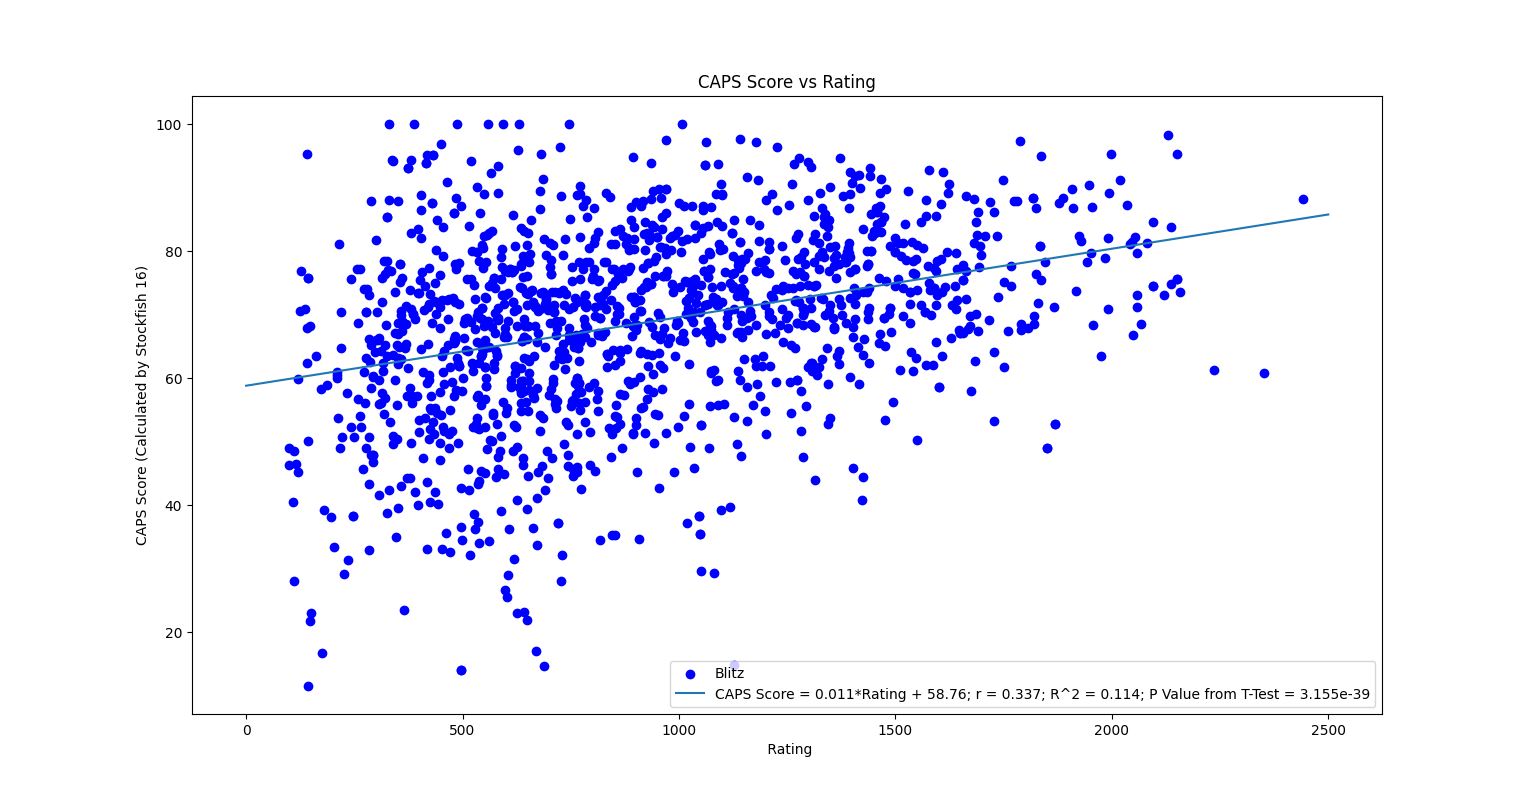 CAPS Score vs Rating
CAPS Score (Calculated by Stockfish 16)
100
80
60
40
20
Blitz
CAPS Score = 0.011*Rating + 58.76; r = 0.337; R^2 = 0.114; P Value from T-Test = 3.155e-39
0
500
1000
1500
2000
2500
Rating